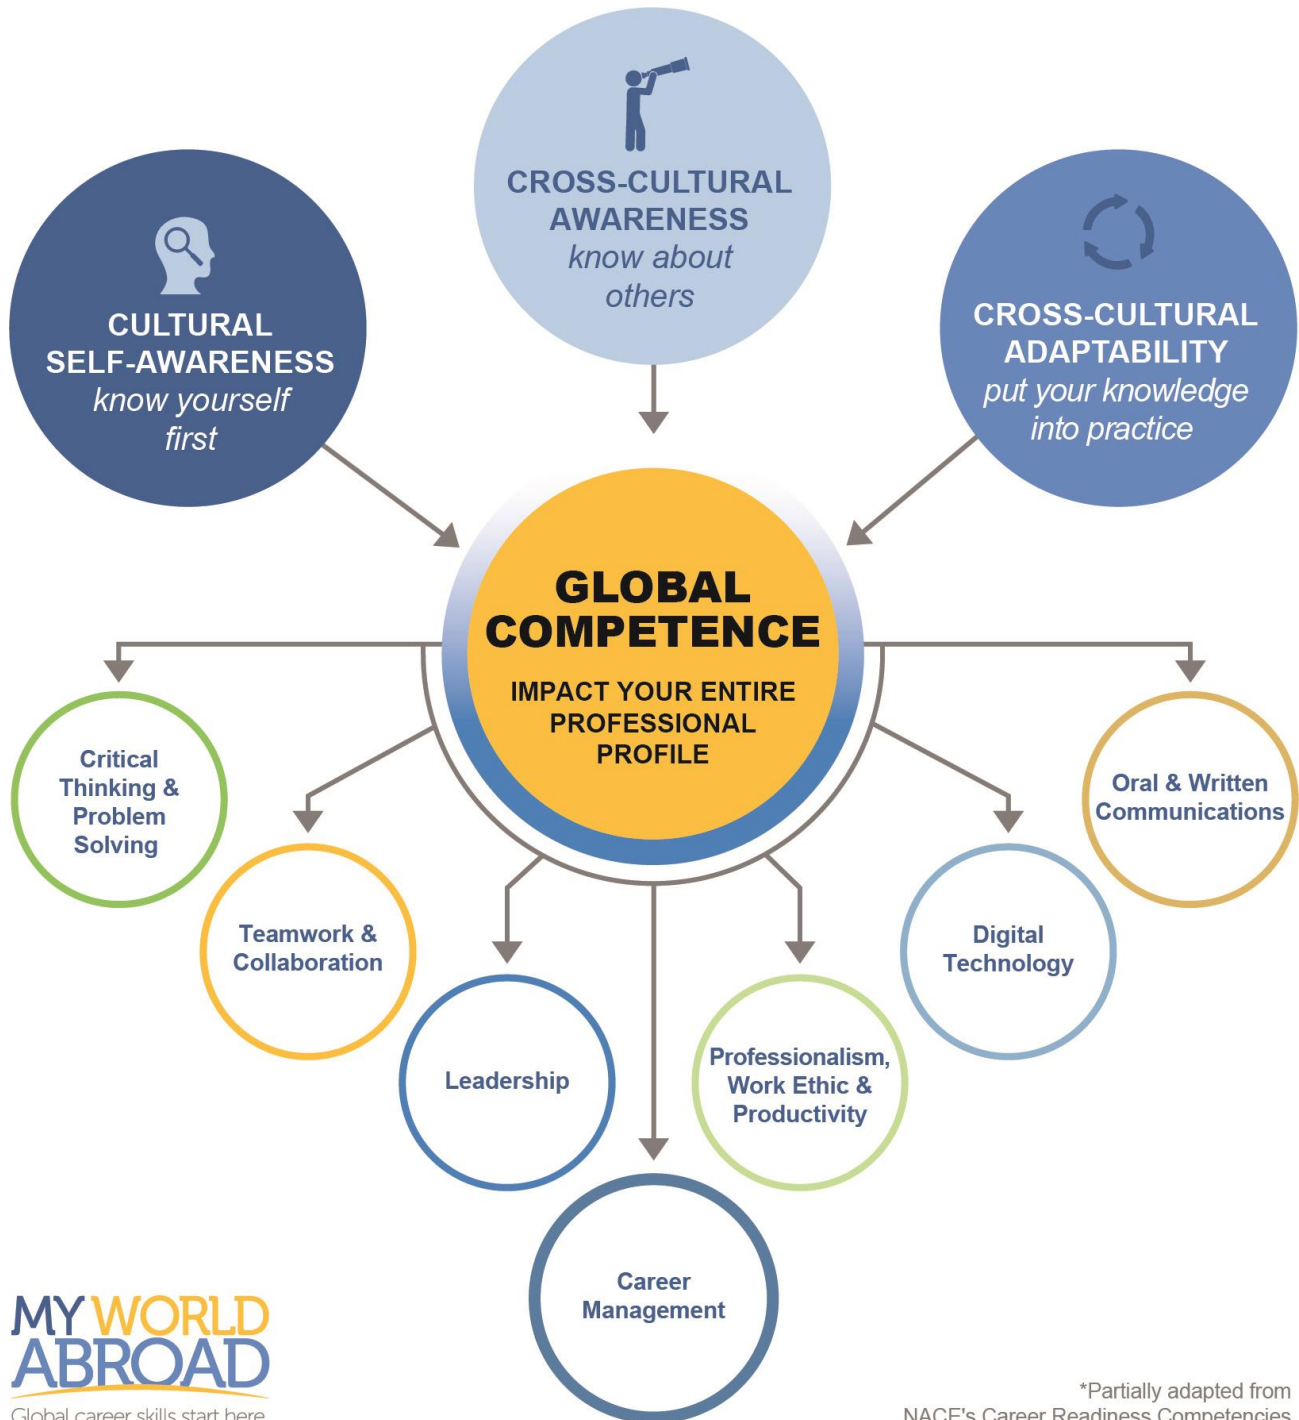 CROSS-CULTURAL
AWARENESS
know about
others
CULTURAL
SELF-AWARENESS
know yourself
first
CROSS-CULTURAL
ADAPTABILITY
put your knowledge
into practice
GLOBAL
COMPETENCE
IMPACT YOUR ENTIRE
PROFESSIONAL
PROFILE
Critical
Thinking &
Problem
Solving
Teamwork &
Collaboration
Leadership
Career
Management
Professionalism,
Work Ethic &
Productivity
Digital
Technology
Oral & Written
Communications
MY WORLD
ABROAD
Global career skills start here
*Partially adapted from
NACE's Career Readiness Competencies